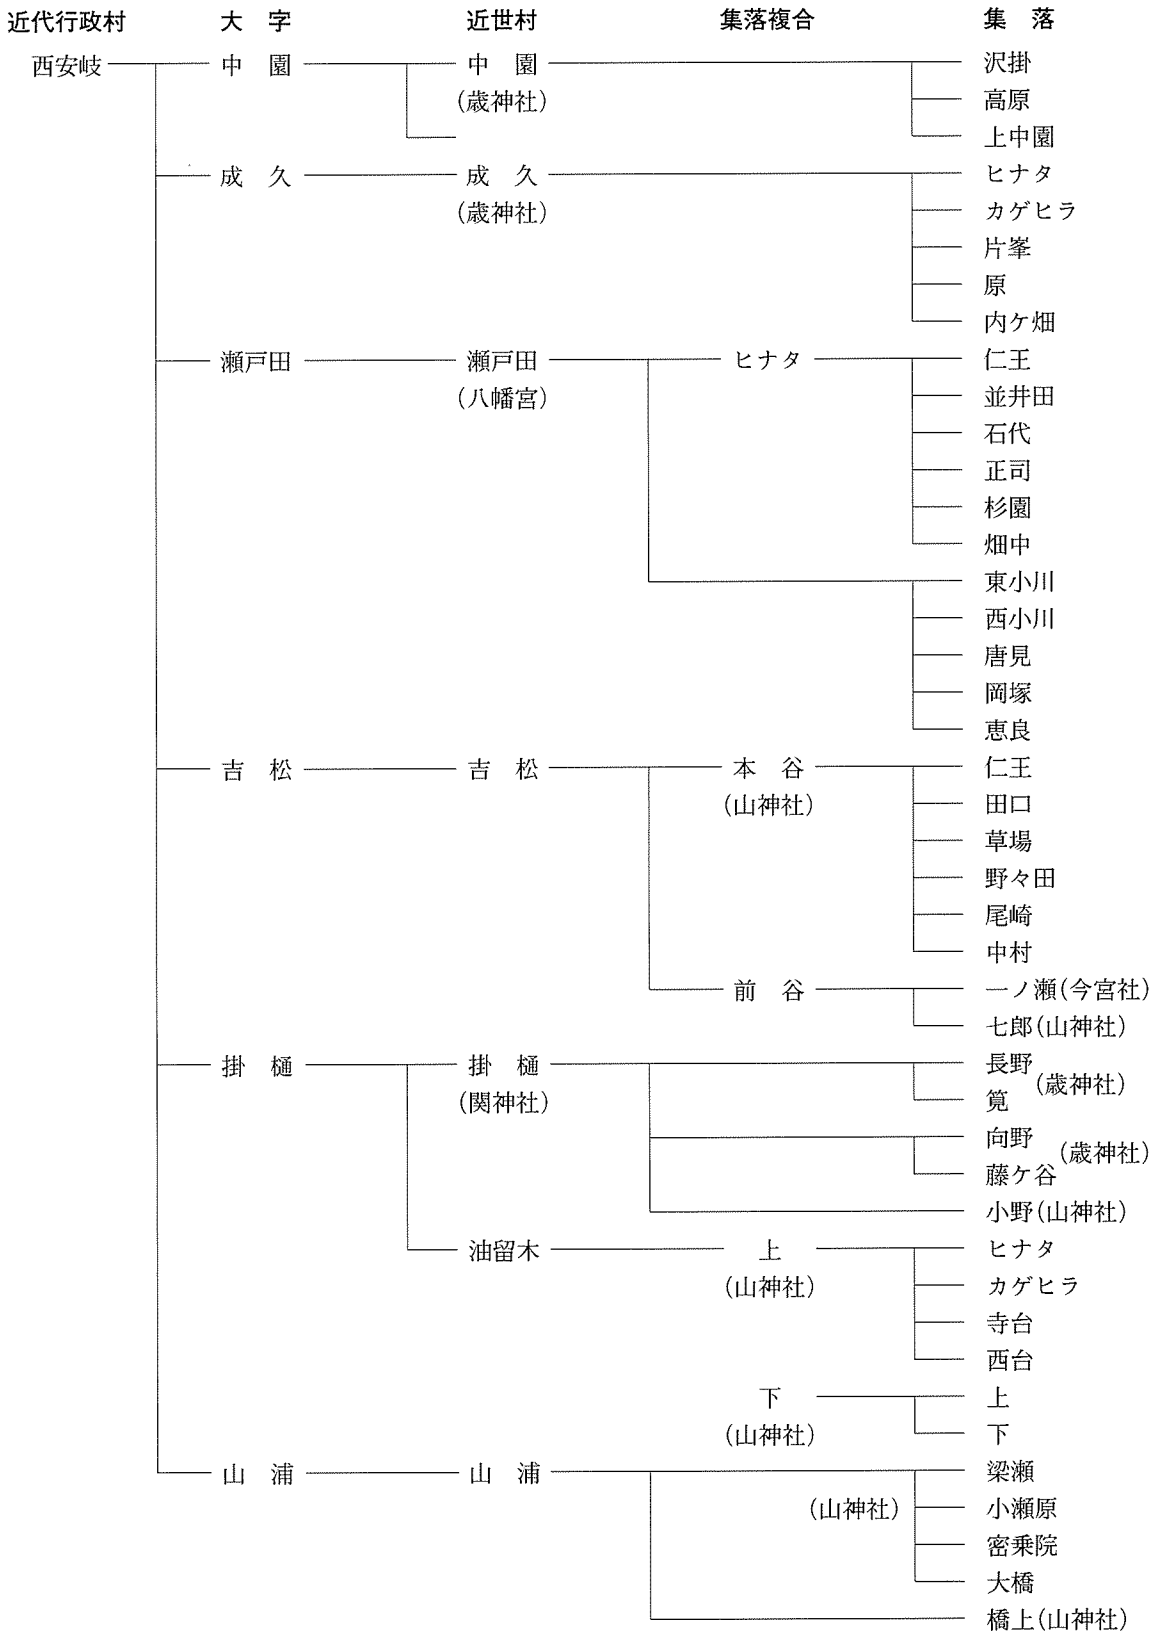 近代行政村 大字 近世村 集落複合 集落
西安岐 中園 中園 沢掛
(歳神社) 高原
上中園
成久 成久 ヒナタ
(歳神社) カゲヒラ
片峯
原
内ケ畑
瀬戸田 瀬戸田 ヒナタ 仁王
(八幡宮) 並井田
石代
正司
杉園
畑中
東小川
西小川
唐見
岡塚
恵良
吉松 吉松 本谷 仁王
(山神社) 田口
草場
野々田
尾崎
中村
前谷 一ノ瀬(今宮社)
七郎(山神社)
掛樋 掛樋 長野
(歳神社)
(関神社)筧
向野
(歳神社)
藤ケ谷
小野(山神社)
油留木 上 ヒナタ
(山神社) カゲヒラ
寺台
西台
下 上
(山神社) 下
山浦 山浦 梁瀬
(山神社) 小瀬原
密乗院
大橋
橋上(山神社)